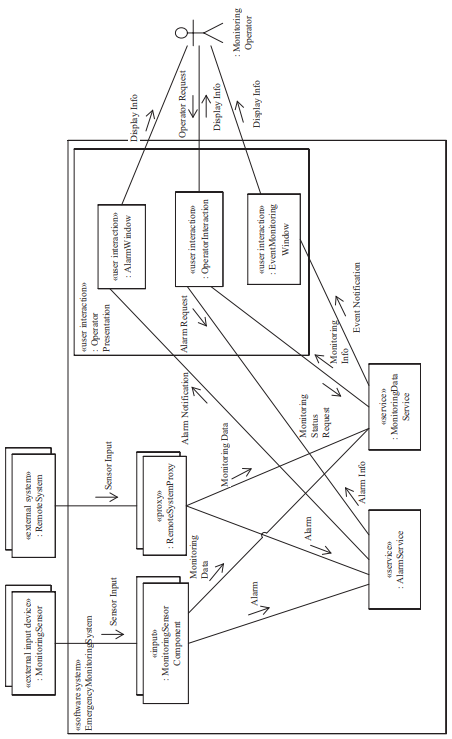 «external input device»
: MonitoringSensor
«external system»
: RemoteSystem
«software system»
EmergencyMonitoringSystem
Sensor Input
Sensor Input
«input»
: MonitoringSensor
Component
«proxy»
: RemoteSystemProxy
«user interaction»
: Operator
Presentation
«user interaction»
: AlarmWindow
«user interaction»
: OperatorInteraction
«user interaction»
: EventMonitoring
Window
: Monitoring
Operator
Display Info
Operator Request
Display Info
Display Info
Alarm Notification
Alarm Request
Monitoring Data
Monitoring
Data
Alarm
Alarm
Monitoring
Status
Request
Monitoring
Info
Event Notification
Alarm Info
«service»
: AlarmService
«service»
: MonitoringData
Service